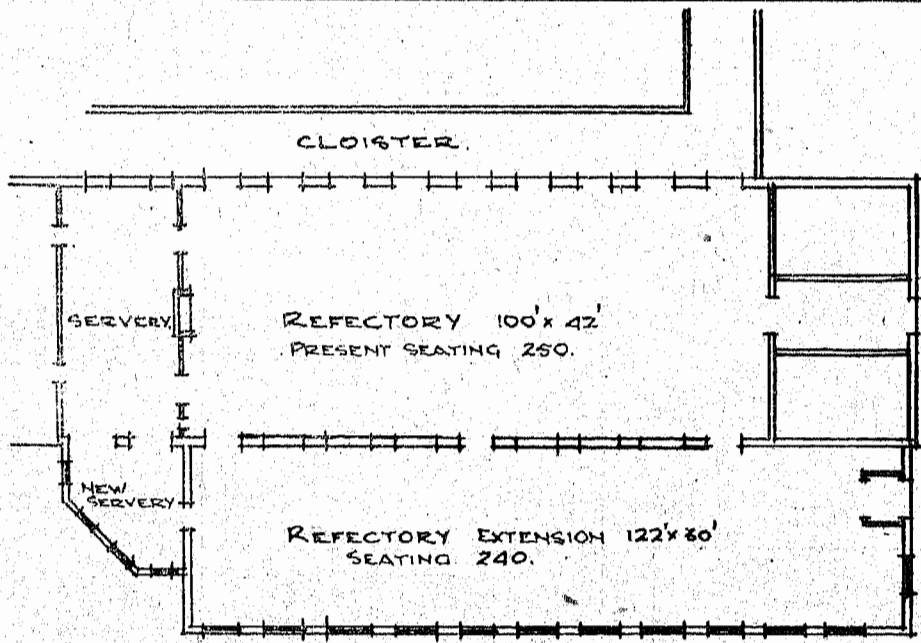 CLOISTER.
SERVERY
REFECTORY 100' x 42'
PRESENT SEATING 250.
NEW
SERVERY
REFECTORY EXTENSION 122' x 30'
SEATING 240.